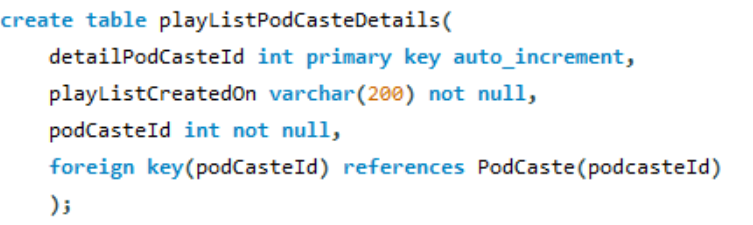 create table playListPodCasteDetails(
detailPodCasteId int primary key auto_increment,
playListCreatedOn varchar(200) not null,
podCasteId int not null,
foreign key(podCasteId) references PodCaste(podcasteId)
);